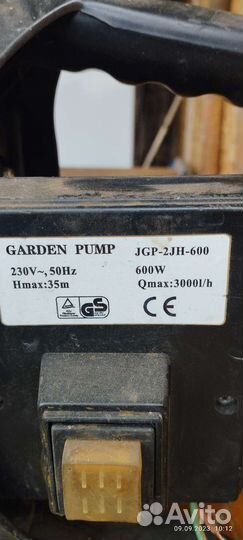 GARDEN PUMP JGP-2JH-600
230V~,50Hz 600W
Hmax:35m Qmax:3000l/h
GS CE
Avito
09.09.2023 10:12